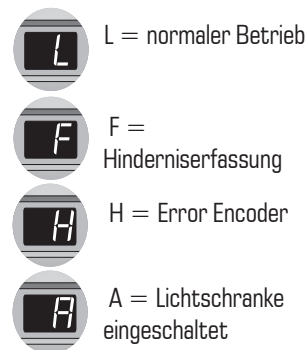 L
L = normaler Betrieb
F
F =
Hinderniserfassung
H
H = Error Encoder
A
A = Lichtschranke
eingeschaltet